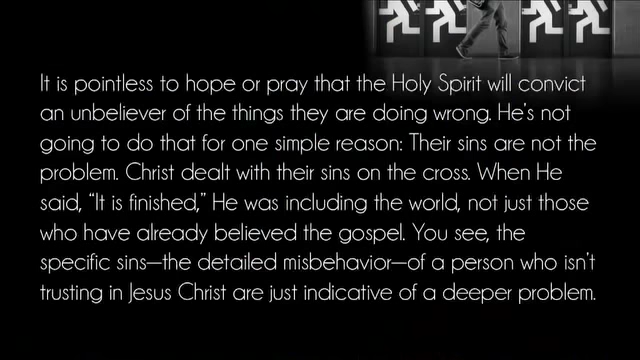 It is pointless to hope or pray that the Holy Spirit will convict
an unbeliever of the things they are doing wrong. He's not
going to do that for one simple reason: Their sins are not the
problem. Christ dealt with their sins on the cross. When He
said, “It is finished,” He was including the world, not just those
who have already believed the gospel. You see, the
specific sins—the detailed misbehavior—of a person who isn't
trusting in Jesus Christ are just indicative of a deeper problem.